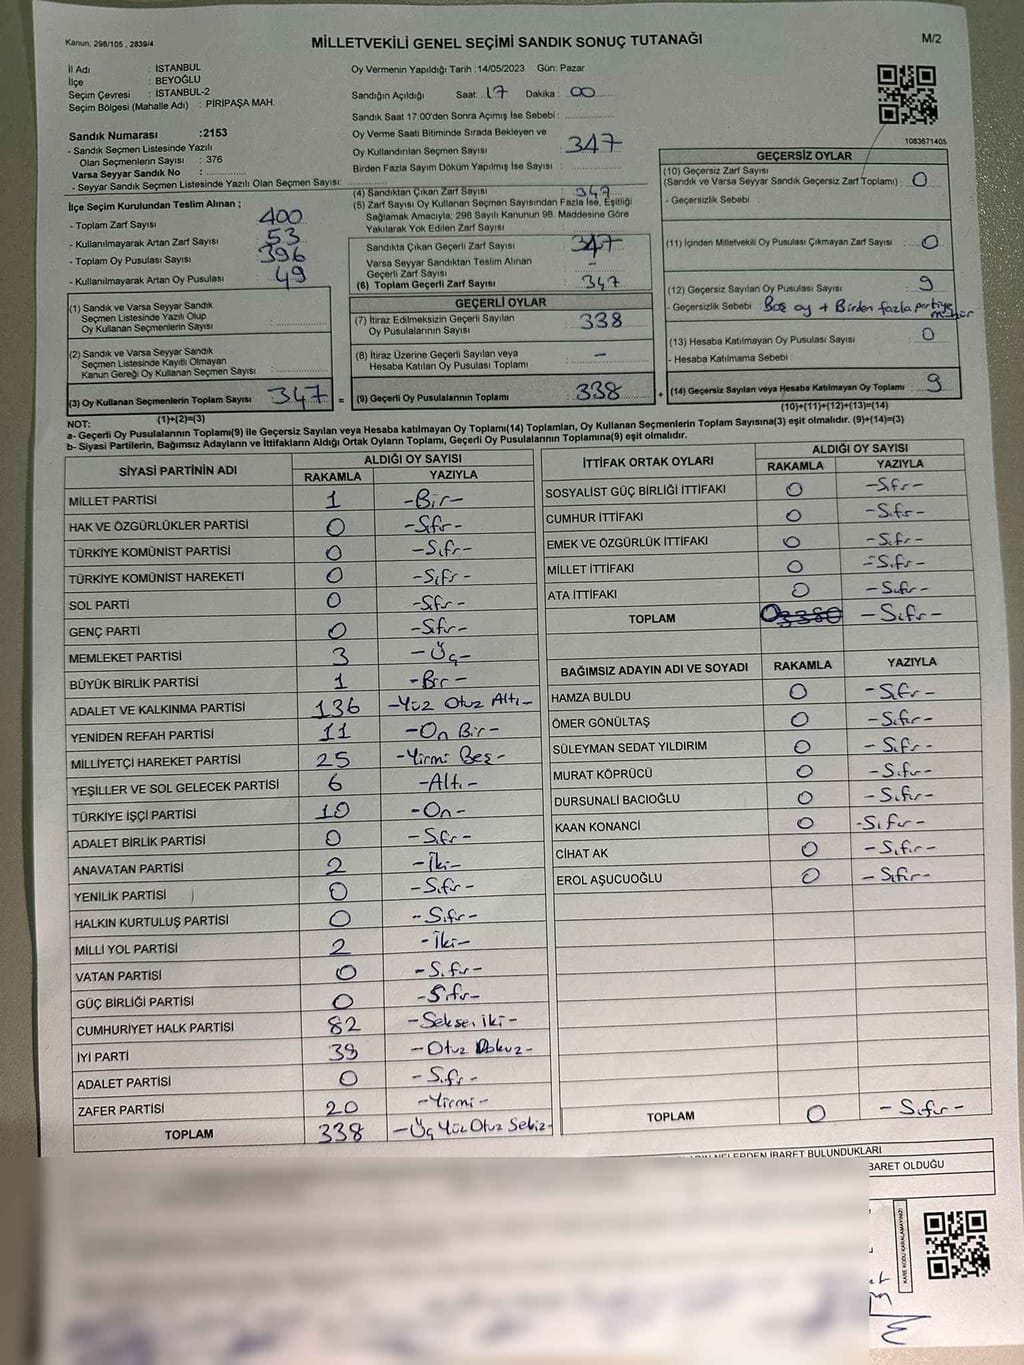 Kanun: 298/105 , 2839/4
MİLLETVEKİLİ GENEL SEÇİMİ SANDIK SONUÇ TUTANAĞI
M/2
İl Adı : İSTANBUL
İlçe : BEYOĞLU
Seçim Çevresi : İSTANBUL-2
Seçim Bölgesi (Mahalle Adı) : PİRİPAŞA MAH.
Oy Vermenin Yapıldığı Tarih : 14/05/2023 Gün: Pazar
Sandığın Açıldığı Saat: 17 Dakika : 00
Sandık Saat 17:00'den Sonra Açımış İse Sebebi :
Oy Verme Saati Bitiminde Sırada Bekleyen ve
Oy Kullandırılan Seçmen Sayısı : 347
Birden Fazla Sayım Döküm Yapılmış İse Sayısı :
1083671405
Sandık Numarası :2153
- Sandık Seçmen Listesinde Yazılı
Olan Seçmenlerin Sayısı : 376
Varsa Seyyar Sandık No :
- Seyyar Sandık Seçmen Listesinde Yazılı Olan Seçmen Sayısı:
İlçe Seçim Kurulundan Teslim Alınan ;
- Toplam Zarf Sayısı : 400
- Kullanılmayarak Artan Zarf Sayısı : 53
- Toplam Oy Pusulası Sayısı : 396
- Kullanılmayarak Artan Oy Pusulası : 49
(1) Sandık ve Varsa Seyyar Sandık
Seçmen Listesinde Yazılı Olup
Oy Kullanan Seçmenlerin Sayısı :
(2) Sandık ve Varsa Seyyar Sandık
Seçmen Listesinde Kayıtlı Olmayan
Kanun Gereği Oy Kullanan Seçmen Sayısı :
(3) Oy Kullanan Seçmenlerin Toplam Sayısı : 347 =
(1)+(2)=(3)
(4) Sandıktan Çıkan Zarf Sayısı : 347
(5) Zarf Sayısı Oy Kullanan Seçmen Sayısından Fazla İse, Eşitliği
Sağlamak Amacıyla; 298 Sayılı Kanunun 98. Maddesine Göre
Yakılarak Yok Edilen Zarf Sayısı :
Sandıkta Çıkan Geçerli Zarf Sayısı : 347
Varsa Seyyar Sandıktan Teslim Alınan
Geçerli Zarf Sayısı : -
(6) Toplam Geçerli Zarf Sayısı : 347
GEÇERLİ OYLAR
(7) İtiraz Edilmeksizin Geçerli Sayılan
Oy Pusulalarının Sayısı : 338
(8) İtiraz Üzerine Geçerli Sayılan veya
Hesaba Katılan Oy Pusulası Toplamı : -
(9) Geçerli Oy Pusulalarının Toplamı : 338 +
GEÇERSİZ OYLAR
(10) Geçersiz Zarf Sayısı
(Sandık ve Varsa Seyyar Sandık Geçersiz Zarf Toplamı) : 0
- Geçersizlik Sebebi :
(11) İçinden Milletvekili Oy Pusulası Çıkmayan Zarf Sayısı : 0
(12) Geçersiz Sayılan Oy Pusulası Sayısı : 9
- Geçersizlik Sebebi : Boş oy + Birden fazla partiye mühür
(13) Hesaba Katılmayan Oy Pusulası Sayısı : 0
- Hesaba Katılmama Sebebi :
(14) Geçersiz Sayılan veya Hesaba Katılmayan Oy Toplamı : 9
(10)+(11)+(12)+(13)=(14)
NOT:
a- Geçerli Oy Pusulalarının Toplamı(9) ile Geçersiz Sayılan veya Hesaba katılmayan Oy Toplamı(14) Toplamları, Oy Kullanan Seçmenlerin Toplam Sayısına(3) eşit olmalıdır. (9)+(14)=(3)
b- Siyasi Partilerin, Bağımsız Adayların ve İttifakların Aldığı Ortak Oyların Toplamı, Geçerli Oy Pusulalarının Toplamına(9) eşit olmalıdır.
SİYASİ PARTİNİN ADI ALDIĞI OY SAYISI
RAKAMLA YAZIYLA
MİLLET PARTİSİ 1 -Bir-
HAK VE ÖZGÜRLÜKLER PARTİSİ 0 -Sıfır-
TÜRKİYE KOMÜNİST PARTİSİ 0 -Sıfır-
TÜRKİYE KOMÜNİST HAREKETİ 0 -Sıfır-
SOL PARTİ 0 -Sıfır-
GENÇ PARTİ 0 -Sıfır-
MEMLEKET PARTİSİ 3 -Üç-
BÜYÜK BİRLİK PARTİSİ 1 -Bir-
ADALET VE KALKINMA PARTİSİ 136 -Yüz Otuz Altı-
YENİDEN REFAH PARTİSİ 11 -On Bir-
MİLLİYETÇİ HAREKET PARTİSİ 25 -Yirmi Beş-
YEŞİLLER VE SOL GELECEK PARTİSİ 6 -Altı-
TÜRKİYE İŞÇİ PARTİSİ 10 -On-
ADALET BİRLİK PARTİSİ 0 -Sıfır-
ANAVATAN PARTİSİ 2 -İki-
YENİLİK PARTİSİ 0 -Sıfır-
HALKIN KURTULUŞ PARTİSİ 0 -Sıfır-
MİLLİ YOL PARTİSİ 2 -İki-
VATAN PARTİSİ 0 -Sıfır-
GÜÇ BİRLİĞİ PARTİSİ 0 -Sıfır-
CUMHURİYET HALK PARTİSİ 82 -Seksen iki-
İYİ PARTİ 39 -Otuz Dokuz-
ADALET PARTİSİ 0 -Sıfır-
ZAFER PARTİSİ 20 -Yirmi-
TOPLAM 338 -Üç Yüz Otuz Sekiz-
İTTİFAK ORTAK OYLARI ALDIĞI OY SAYISI
RAKAMLA YAZIYLA
SOSYALİST GÜÇ BİRLİĞİ İTTİFAKI 0 -Sıfır-
CUMHUR İTTİFAKI 0 -Sıfır-
EMEK VE ÖZGÜRLÜK İTTİFAKI 0 -Sıfır-
MİLLET İTTİFAKI 0 -Sıfır-
ATA İTTİFAKI 0 -Sıfır-
TOPLAM 0 -Sıfır-
BAĞIMSIZ ADAYIN ADI VE SOYADI RAKAMLA YAZIYLA
HAMZA BULDU 0 -Sıfır-
ÖMER GÖNÜLTAŞ 0 -Sıfır-
SÜLEYMAN SEDAT YILDIRIM 0 -Sıfır-
MURAT KÖPRÜCÜ 0 -Sıfır-
DURSUNALİ BACIOĞLU 0 -Sıfır-
KAAN KONANCİ 0 -Sıfır-
CİHAT AK 0 -Sıfır-
EROL AŞUCUOĞLU 0 -Sıfır-
TOPLAM 0 -Sıfır-
NELERDEN İBARET BULUNDUKLARI
BARET OLDUĞU
KARE KODU KARALAMAYINIZ!